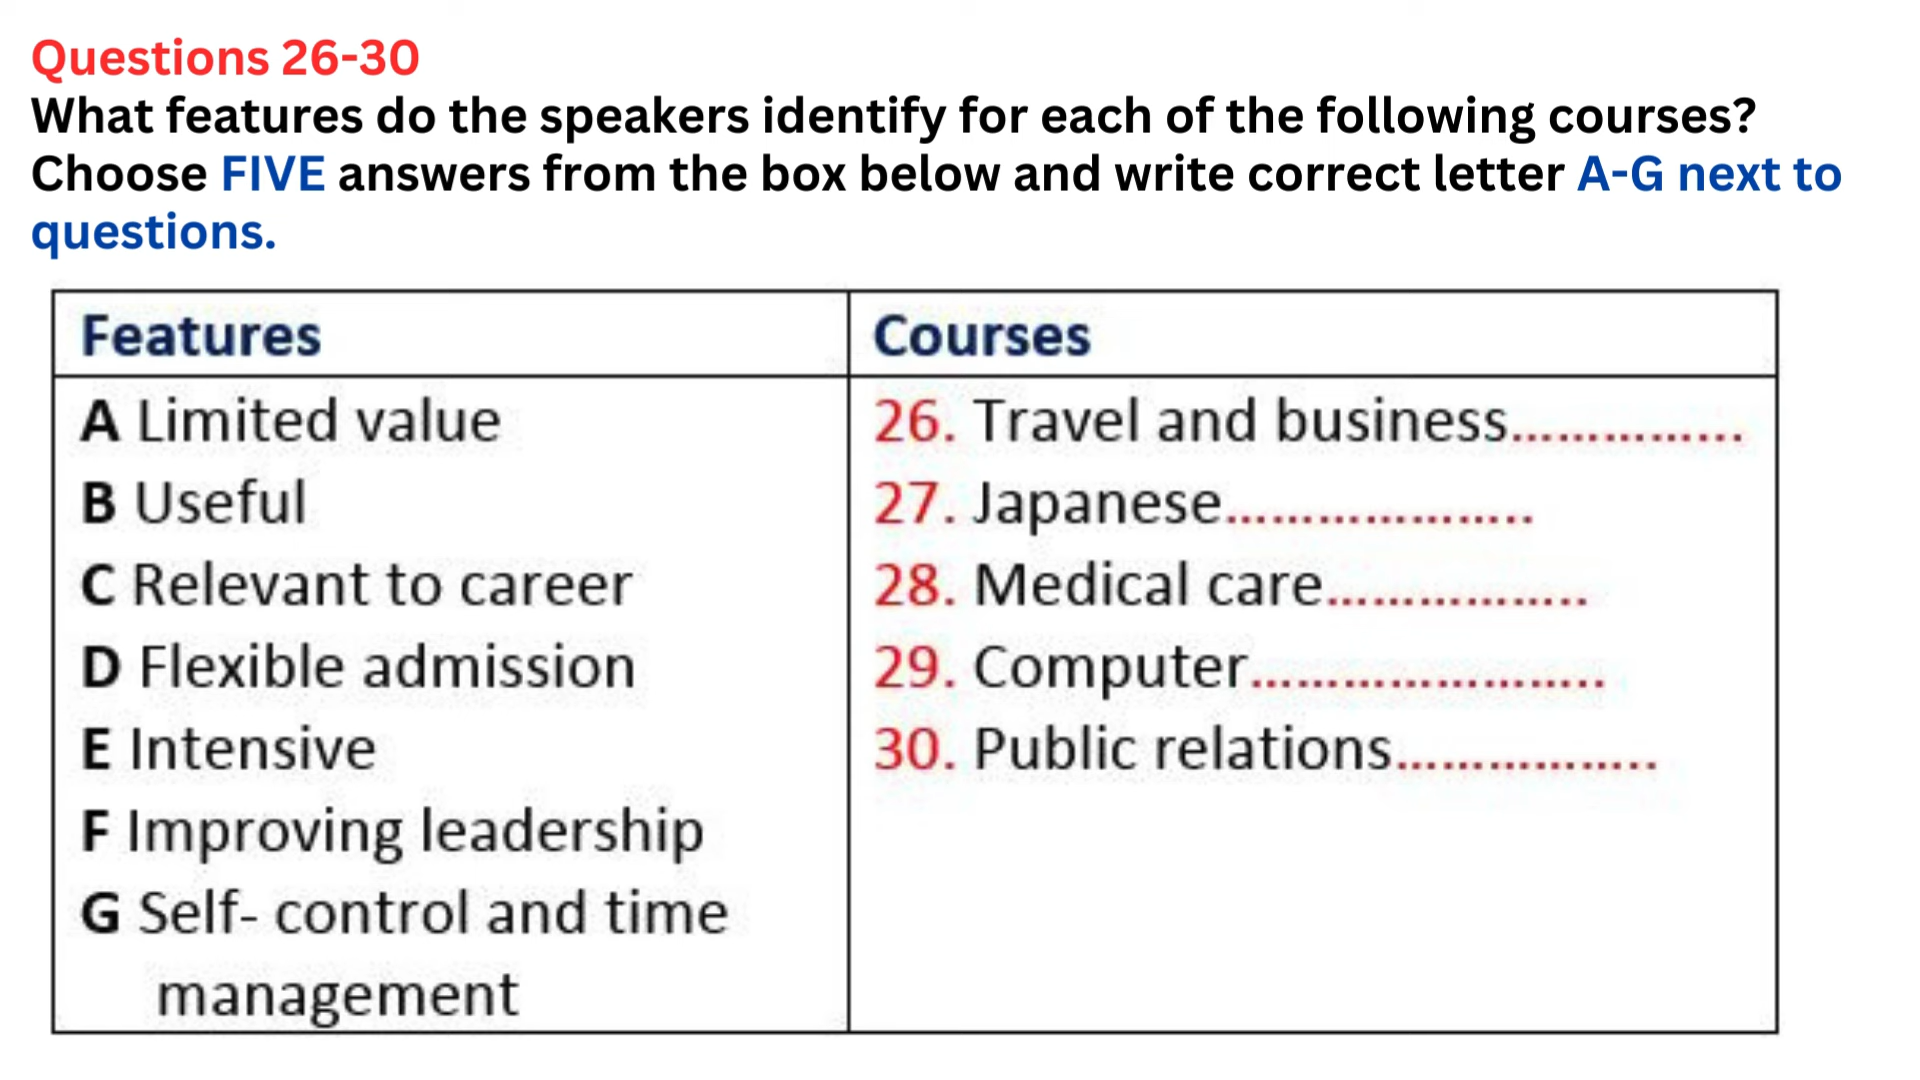 Questions 26-30
What features do the speakers identify for each of the following courses?
Choose FIVE answers from the box below and write correct letter A-G next to
questions.
Features
A Limited value
B Useful
C Relevant to career
D Flexible admission
E Intensive
F Improving leadership
G Self- control and time
management
Courses
26. Travel and business...............
27. Japanese....................
28. Medical care.................
29. Computer.......................
30. Public relations.................